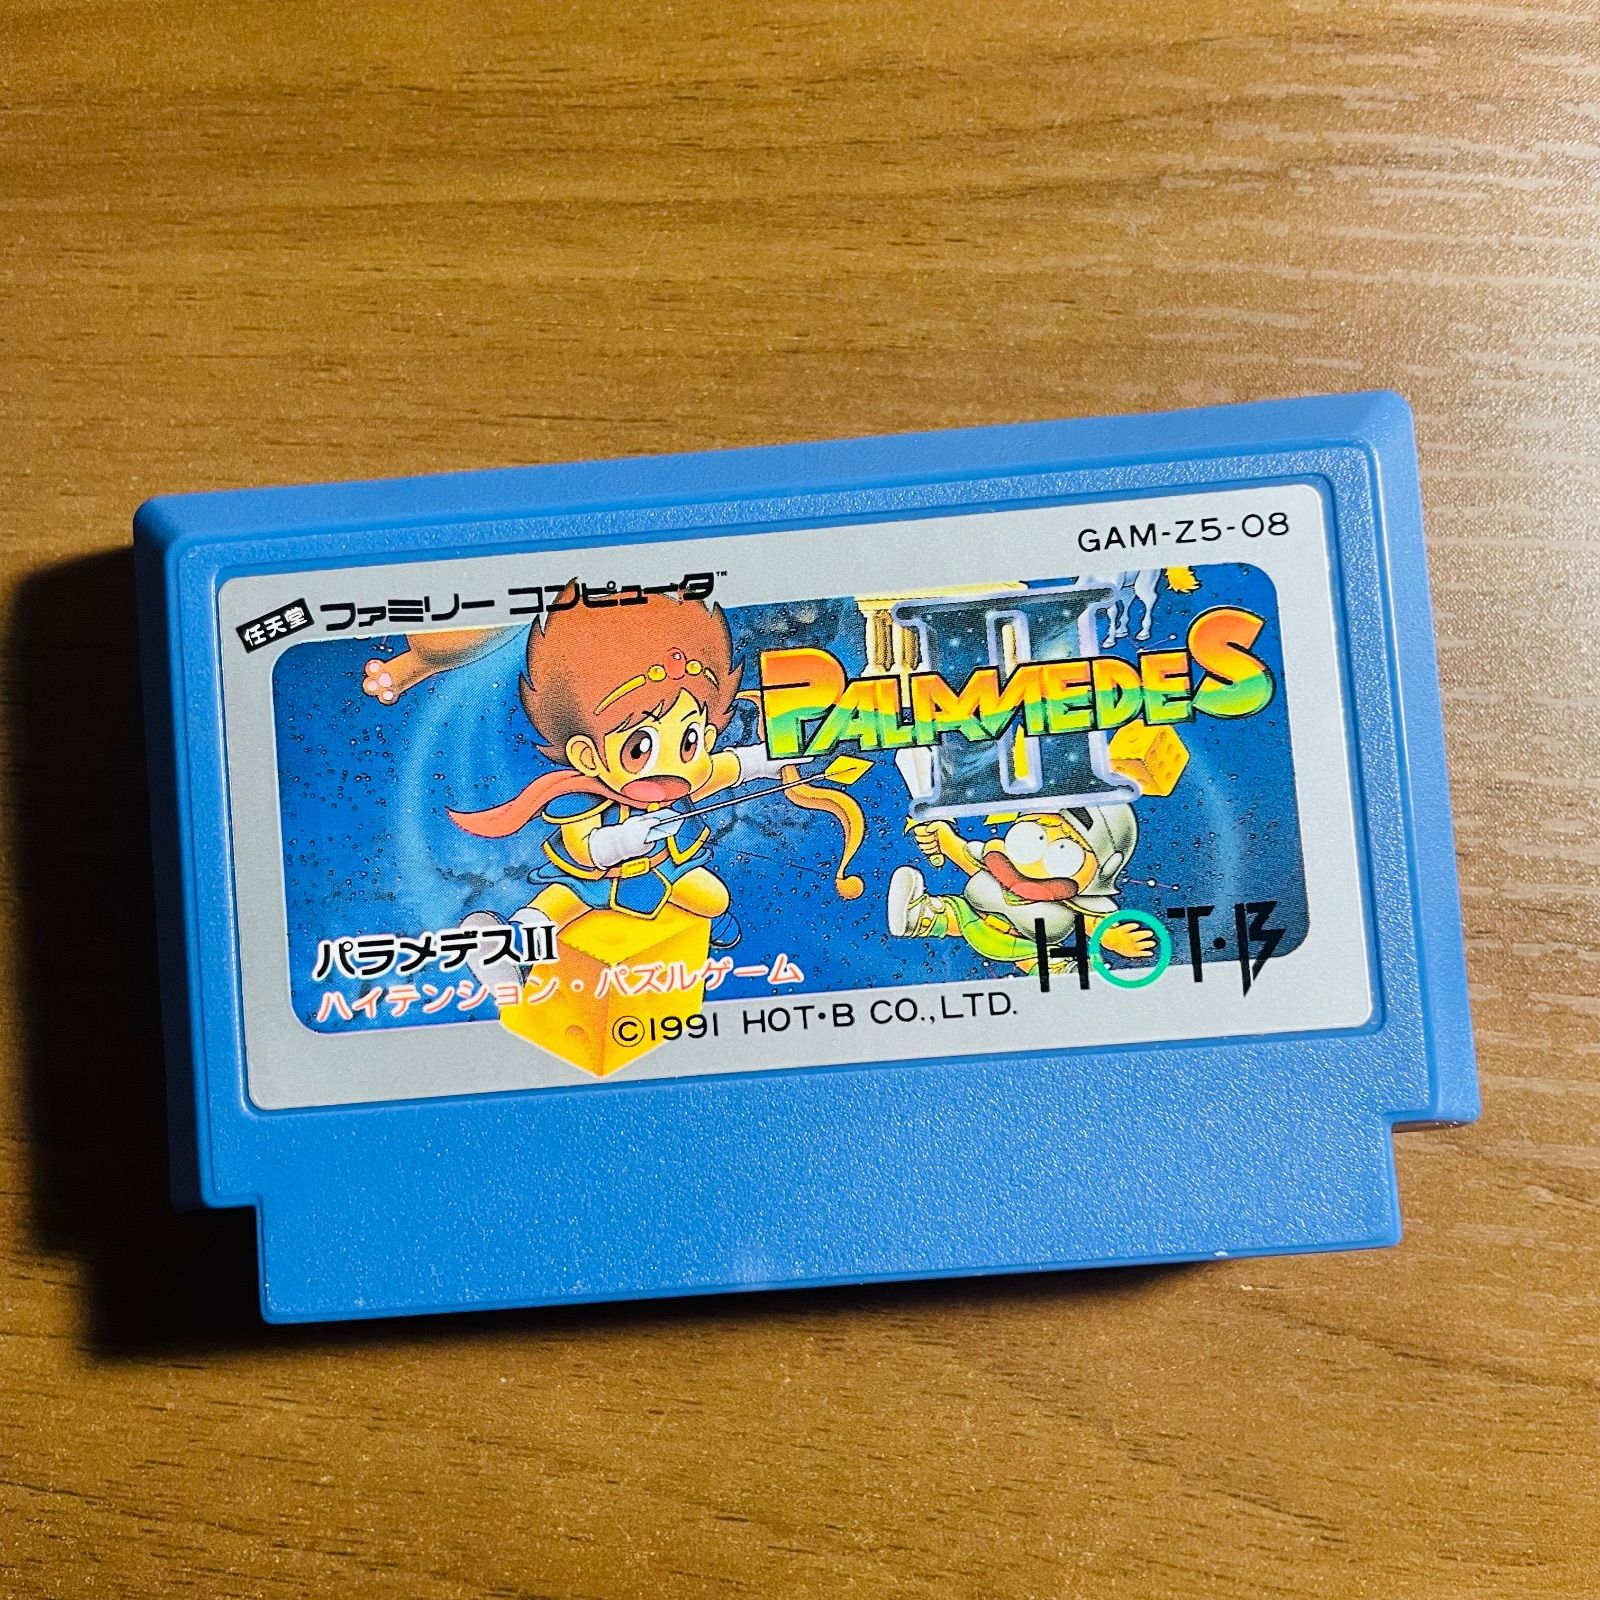 GAM-Z5-08
任天堂 ファミリー コンピュータ™
II
PALAMEDES
パラメデスII
ハイテンション・パズルゲーム
HOT・B
©1991 HOT・B CO.,LTD.